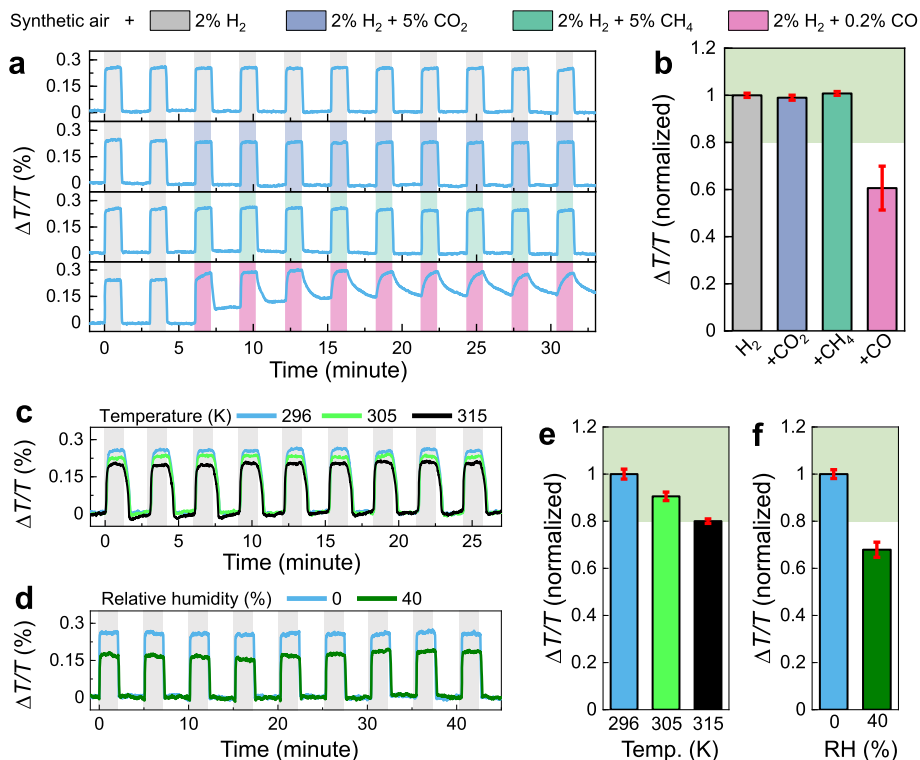 Synthetic air + 2% H₂ 2% H₂ + 5% CO₂ 2% H₂ + 5% CH₄ 2% H₂ + 0.2% CO
a
0.3
0.15
0
0.3
0.15
0
0.3
0.15
0
0.3
0.15
0
ΔT/T (%)
0 5 10 15 20 25 30
Time (minute)
b
1.2
1
0.8
0.6
0.4
0.2
0
ΔT/T (normalized)
H₂ +CO₂ +CH₄ +CO
c
Temperature (K) 296 305 315
0.3
0.15
0
ΔT/T (%)
0 5 10 15 20 25
Time (minute)
d
Relative humidity (%) 0 40
0.3
0.15
0
ΔT/T (%)
0 10 20 30 40
Time (minute)
e
1.2
1
0.8
0.6
0.4
0.2
0
ΔT/T (normalized)
296 305 315
Temp. (K)
f
1.2
1
0.8
0.6
0.4
0.2
0
ΔT/T (normalized)
0 40
RH (%)